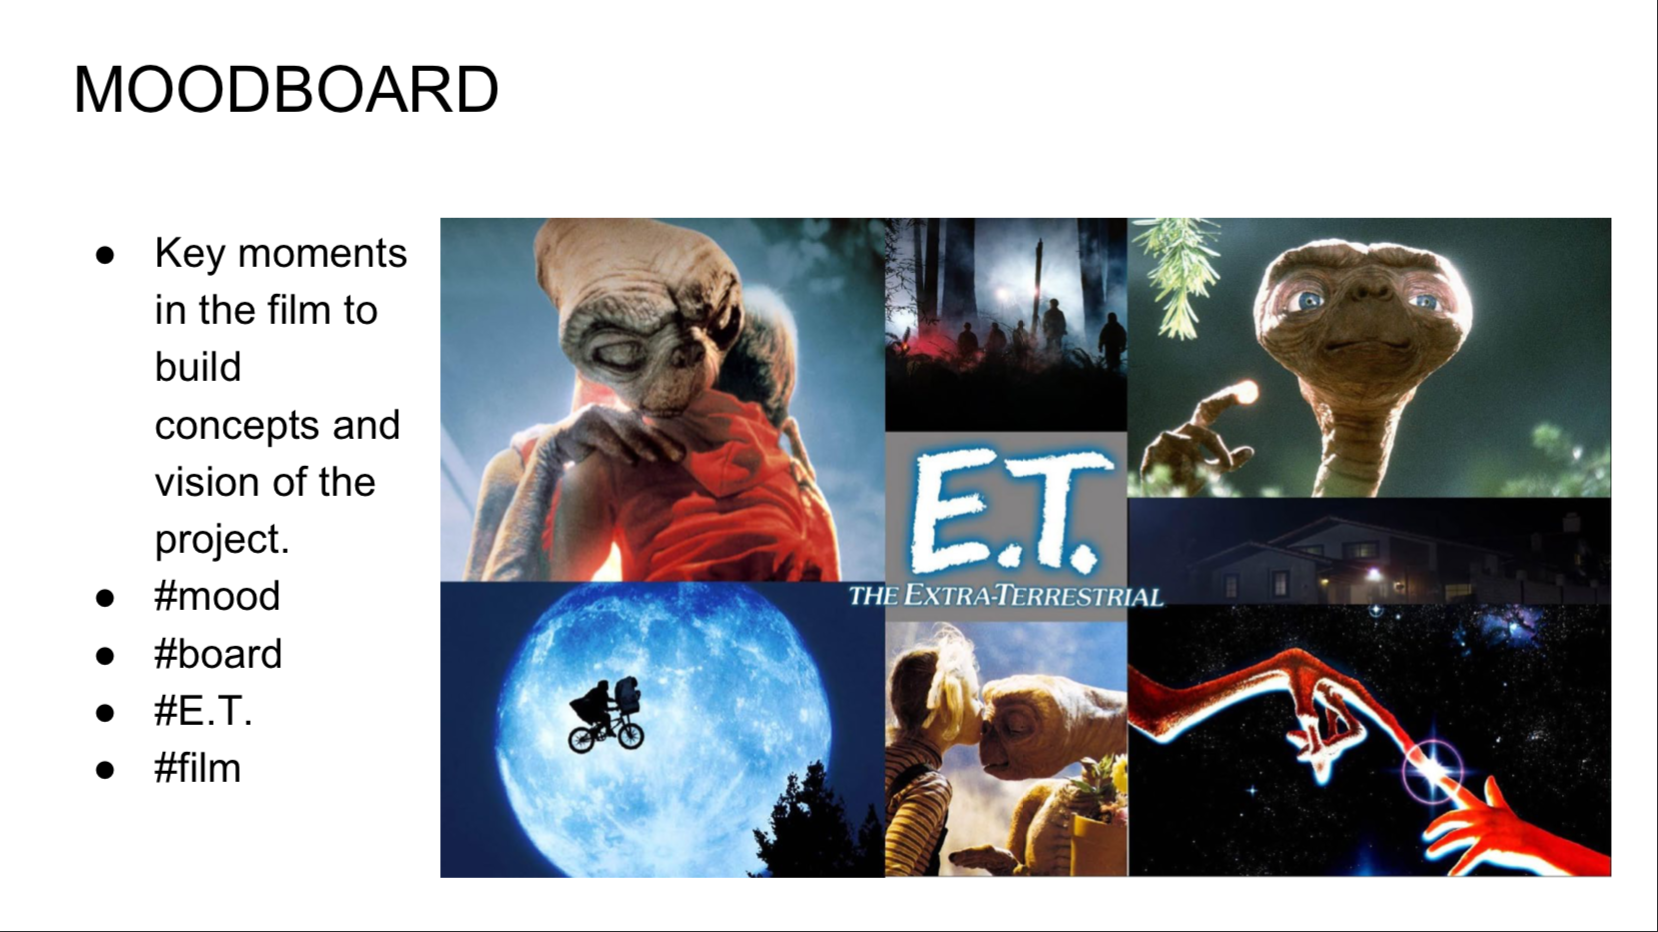 MOODBOARD
● Key moments
in the film to
build
concepts and
vision of the
project.
● #mood
● #board
● #E.T.
● #film
E.T.
THE EXTRA-TERRESTRIAL